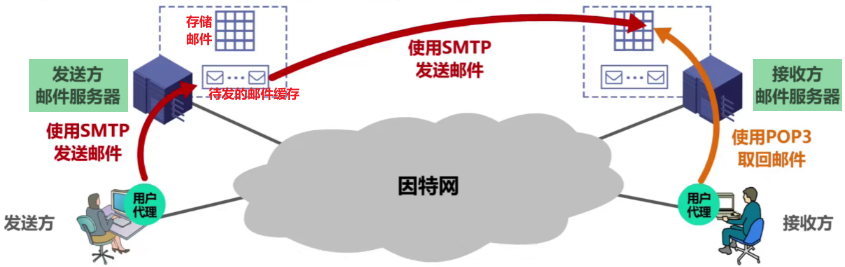 存储
邮件
使用SMTP
发送邮件
发送方
邮件服务器
待发的邮件缓存
接收方
邮件服务器
使用SMTP
发送邮件
使用POP3
取回邮件
因特网
用户
代理
发送方
用户
代理
接收方